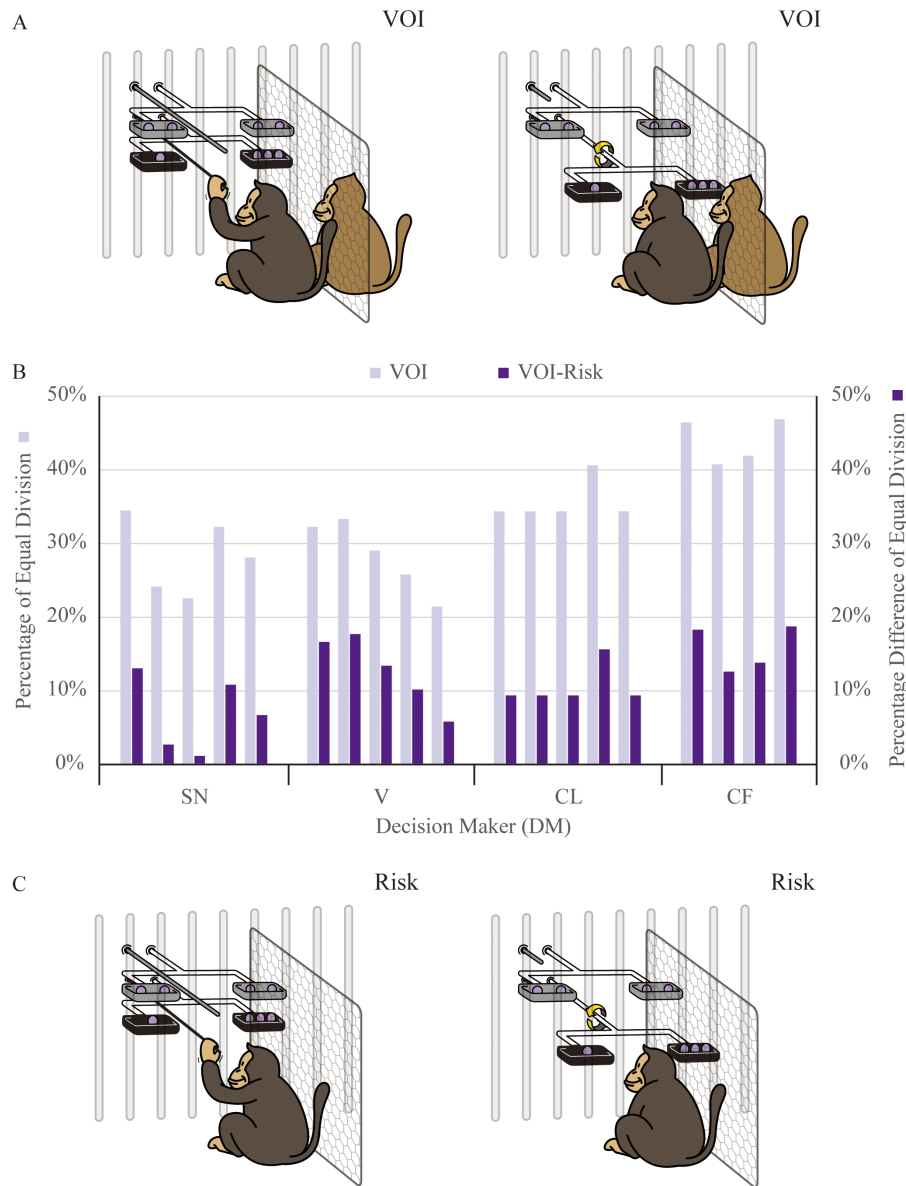 A
VOI
VOI
B
VOI
VOI-Risk
50%
40%
30%
20%
10%
0%
Percentage of Equal Division
50%
40%
30%
20%
10%
0%
Percentage Difference of Equal Division
SN
V
CL
CF
Decision Maker (DM)
C
Risk
Risk